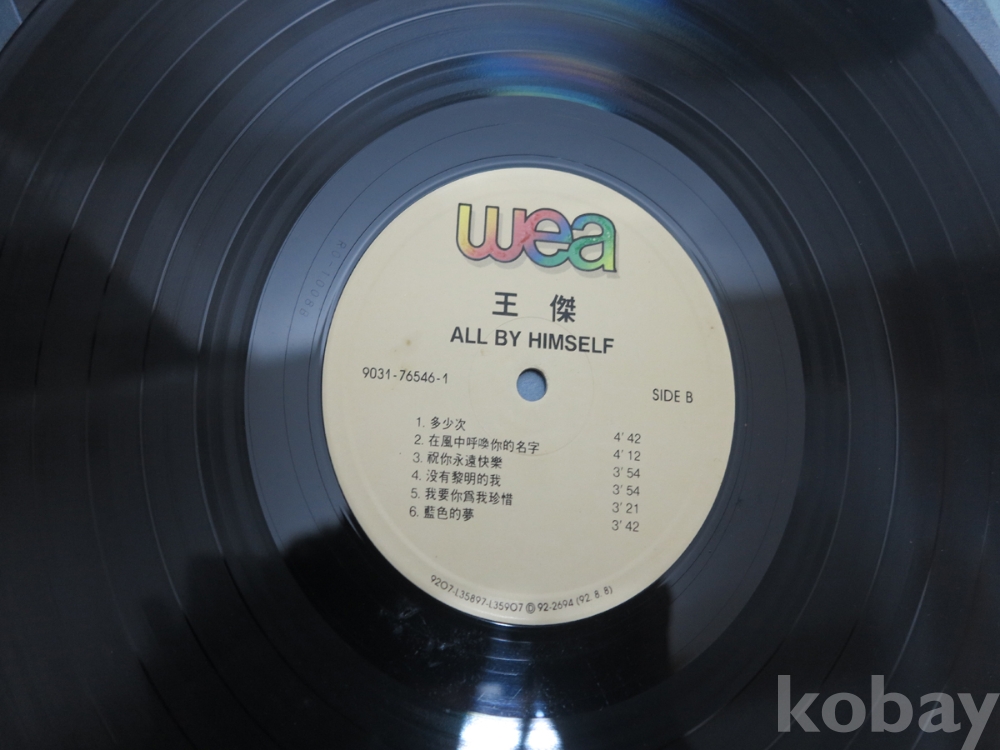 wea
王 傑
ALL BY HIMSELF
9031-76546-1
SIDE B
1. 多少次 4'42
2. 在風中呼喚你的名字 4'12
3. 祝你永遠快樂 3'54
4. 没有黎明的我 3'54
5. 我要你爲我珍惜 3'21
6. 藍色的夢 3'42
9207-L35897-L35907 Ⓒ 92-2694 (92. 8. 8)
kobay